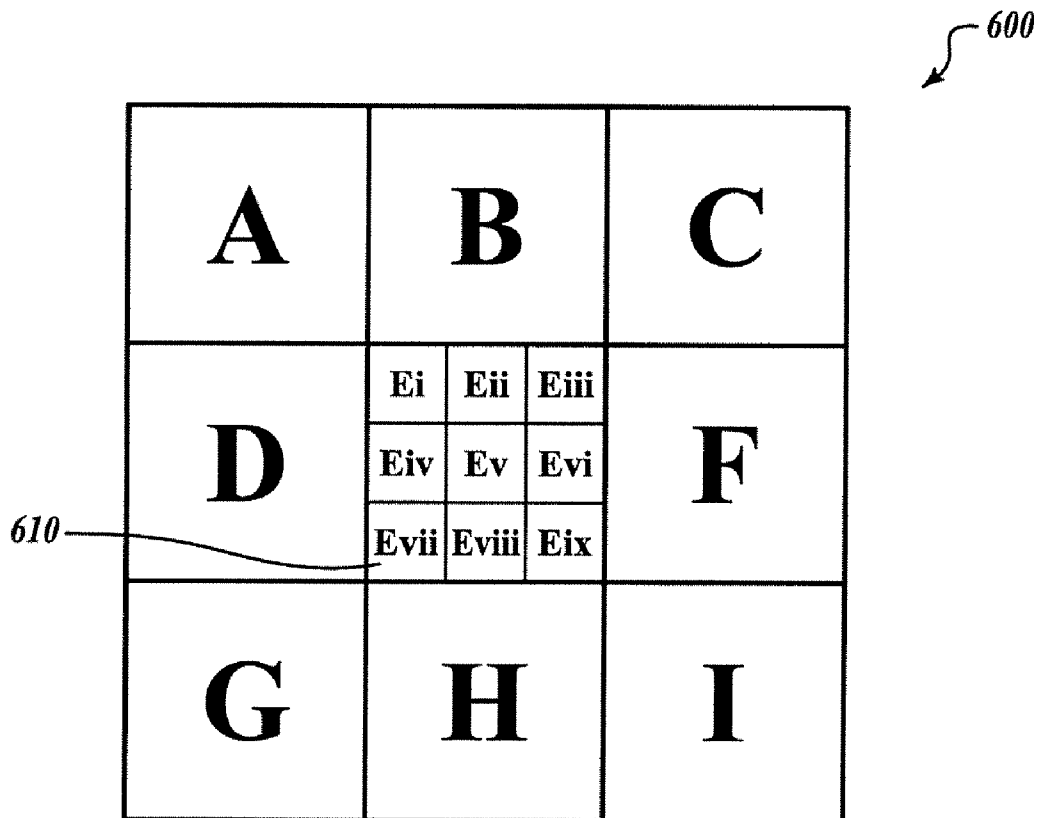 600
A B C
Ei Eii Eiii
D Eiv Ev Evi F
610 Evii Eviii Eix
G H I